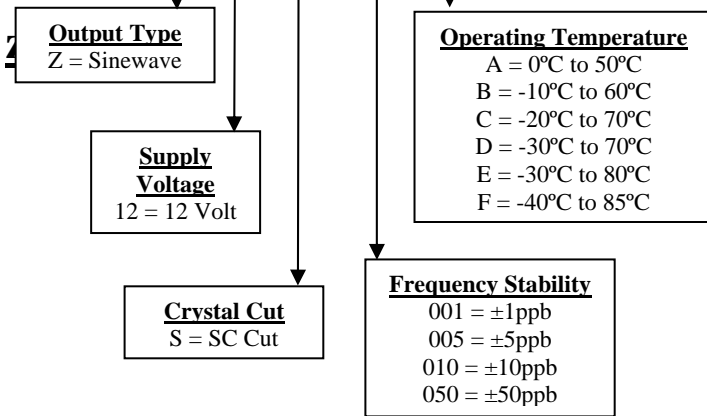 Output Type
Z = Sinewave
Supply
Voltage
12 = 12 Volt
Crystal Cut
S = SC Cut
Frequency Stability
001 = ±1ppb
005 = ±5ppb
010 = ±10ppb
050 = ±50ppb
Operating Temperature
A = 0ºC to 50ºC
B = -10ºC to 60ºC
C = -20ºC to 70ºC
D = -30ºC to 70ºC
E = -30ºC to 80ºC
F = -40ºC to 85ºC